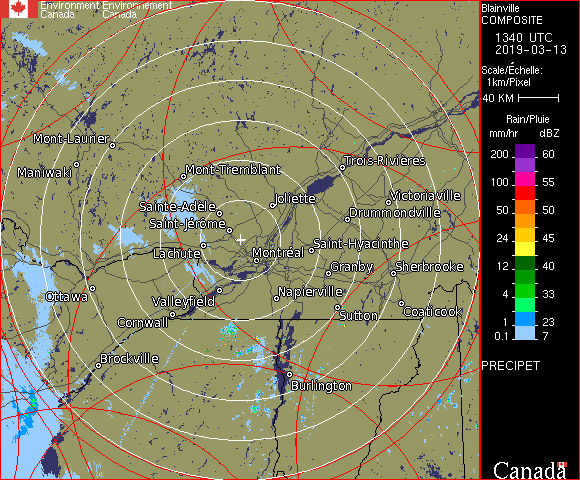 Environment Environnement
Canada Canada
Blainville
COMPOSITE
1340 UTC
2019-03-13
Scale/Échelle:
1km/Pixel
40 KM
Rain/Pluie
mm/hr dBZ
200 60
57
100 55
50 50
24 45
12 40
4 33
1 23
0.1 7
PRECIPET
Canada
Mont-Laurier
Maniwaki
Mont-Tremblant
Trois-Rivières
Sainte-Adele
Joliette
Victoriaville
Drummondville
Saint-Jérôme
Lachute
Montréal
Saint-Hyacinthe
Granby
Sherbrooke
Ottawa
Valleyfield
Napierville
Cornwall
Sutton
Coaticook
Brockville
Burlington